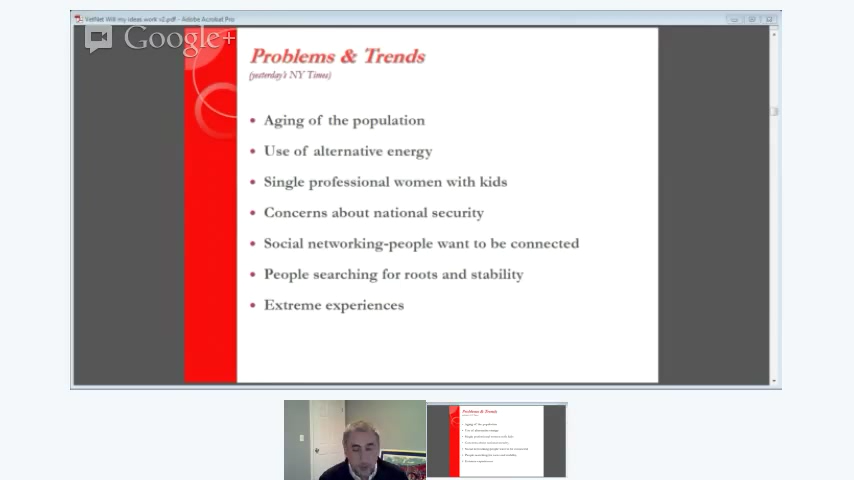 VetNet Will my ideas work v2.pdf - Adobe Acrobat Pro
Google+
Problems & Trends
(yesterday's NY Times)
• Aging of the population
• Use of alternative energy
• Single professional women with kids
• Concerns about national security
• Social networking-people want to be connected
• People searching for roots and stability
• Extreme experiences
Problems & Trends